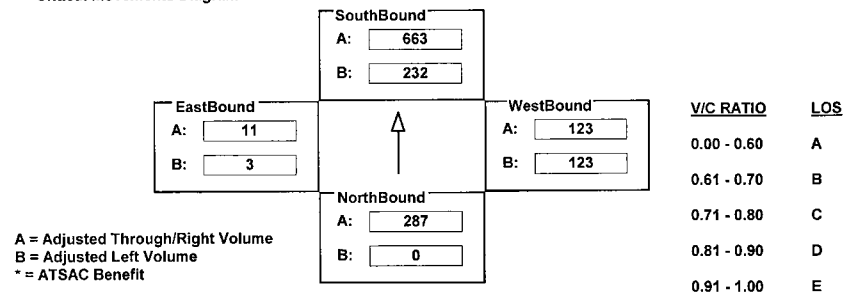 SouthBound
A: 663
B: 232
EastBound
A: 11
B: 3
WestBound
A: 123
B: 123
NorthBound
A: 287
B: 0
A = Adjusted Through/Right Volume
B = Adjusted Left Volume
* = ATSAC Benefit
V/C RATIO LOS
0.00 - 0.60 A
0.61 - 0.70 B
0.71 - 0.80 C
0.81 - 0.90 D
0.91 - 1.00 E